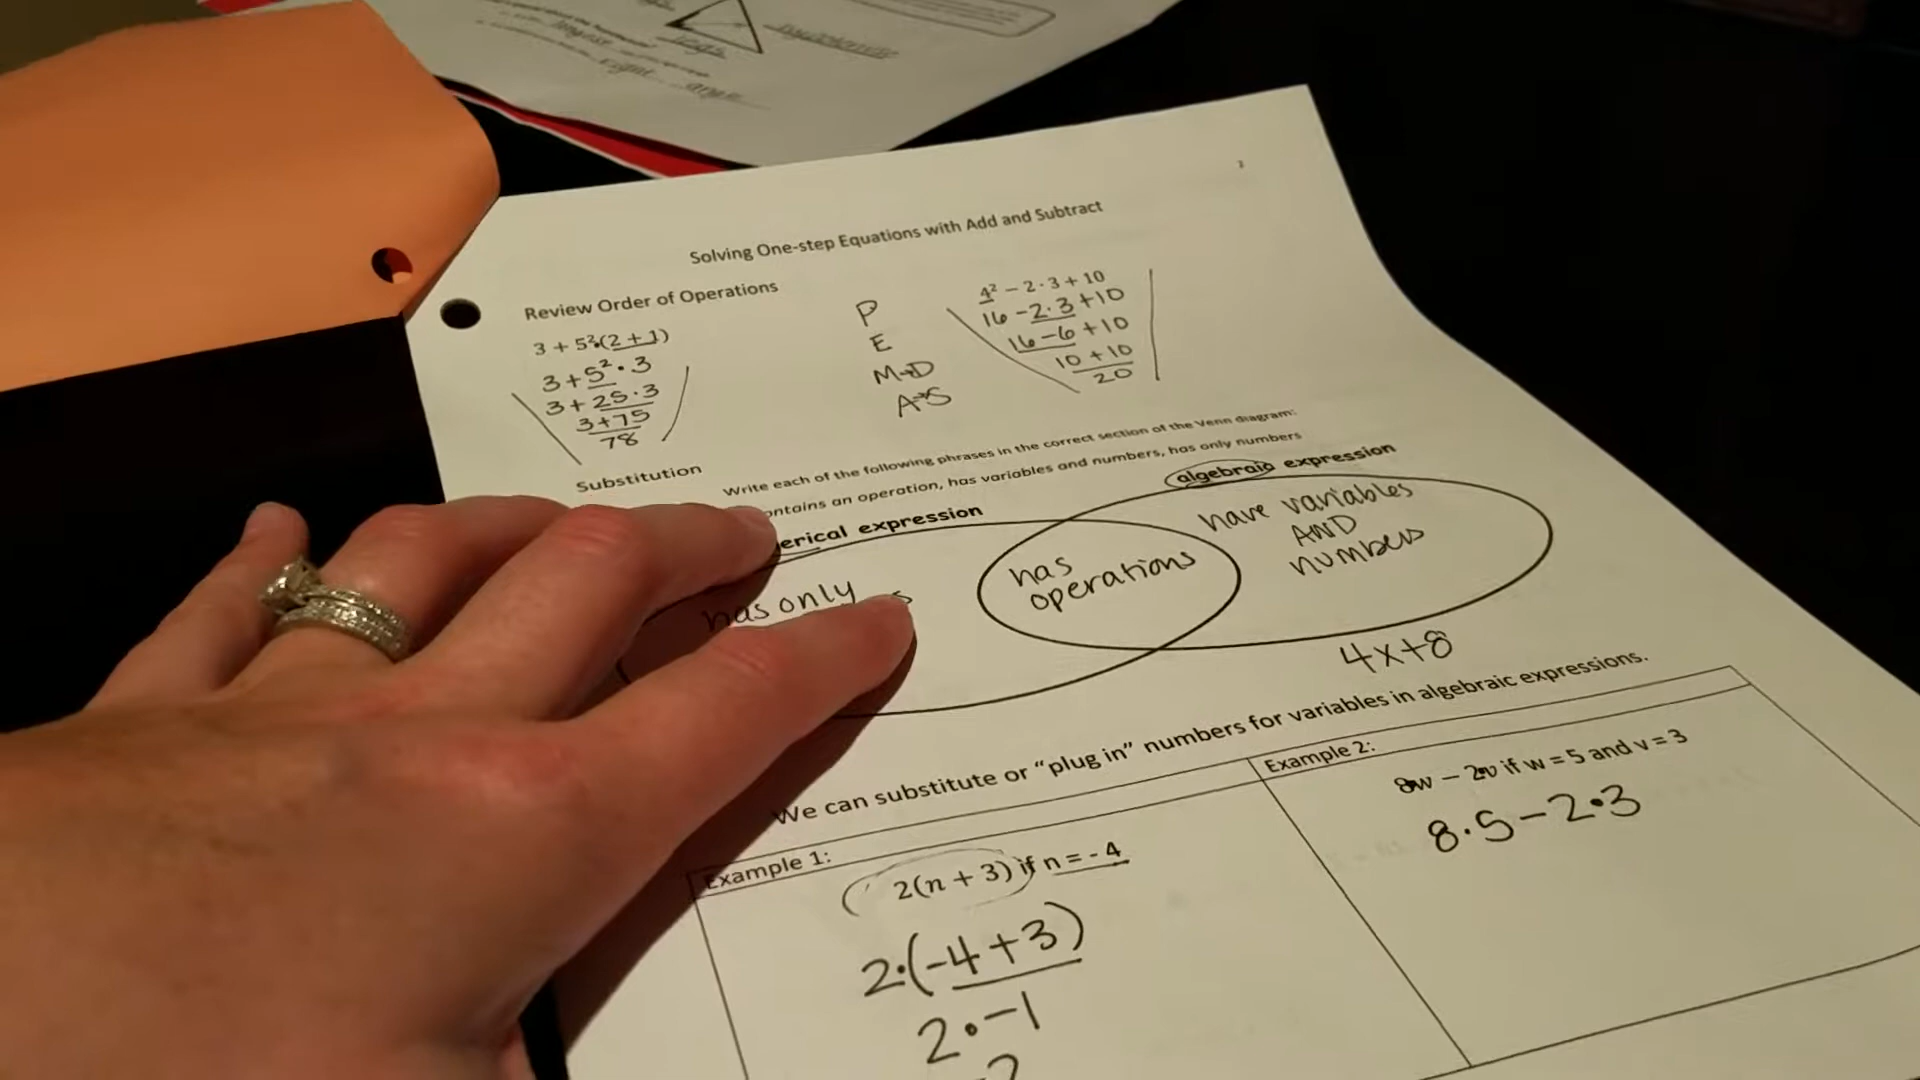 legs
right angle
3
Solving One-step Equations with Add and Subtract
Review Order of Operations
3 + 5²•(2 + 1)
3+5²•3
3+25•3
3+75
78
P
E
M→D
A→S
4² − 2 · 3 + 10
16 −2·3 +10
16−6 +10
10+10
20
Substitution
Write each of the following phrases in the correct section of the Venn diagram:
ontains an operation, has variables and numbers, has only numbers
erical expression
algebraic expression
has only
s
has
operations
have variables
AND
numbers
4x+8
We can substitute or “plug in” numbers for variables in algebraic expressions.
Example 1:
2(n + 3) if n = - 4
2•(-4+3)
2•-1
Example 2:
8w − 2v if w = 5 and v = 3
8·5−2•3